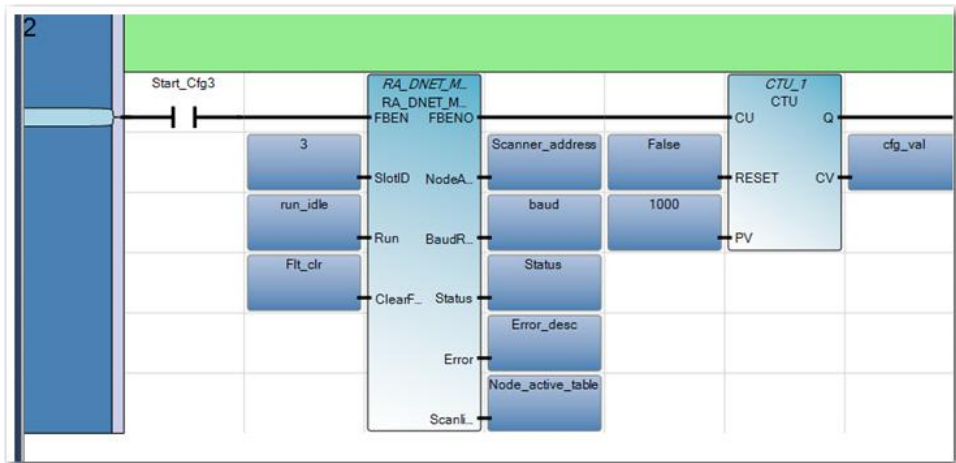 2
Start_Cfg3
RA_DNET_M...
RA_DNET_M...
FBEN FBENO
CTU_1
CTU
CU Q
3
Scanner_address
False
cfg_val
SlotID NodeA...
RESET CV
run_idle
baud
1000
Run BaudR...
PV
Flt_clr
Status
ClearF... Status
Error_desc
Error
Node_active_table
Scanli...